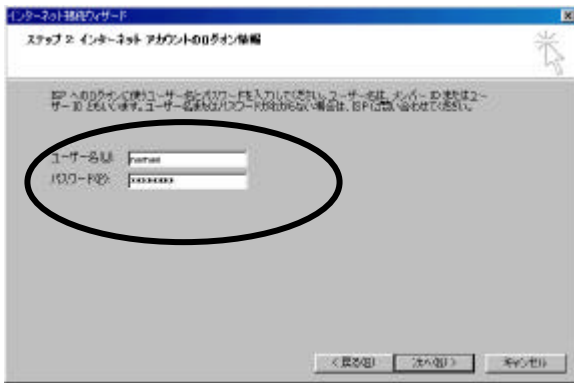 インターネット接続ウィザード
ステップ 2: インターネット アカウントのログオン情報
ISP へのログオンに使うユーザー名とパスワードを入力してください。ユーザー名は、メンバー ID またはユー
ザー ID ともいいます。ユーザー名またはパスワードがわからない場合は、ISP に問い合わせてください。
ユーザー名(U):
パスワード(P): xxxxxxxx
< 戻る(B) 次へ(N) > キャンセル